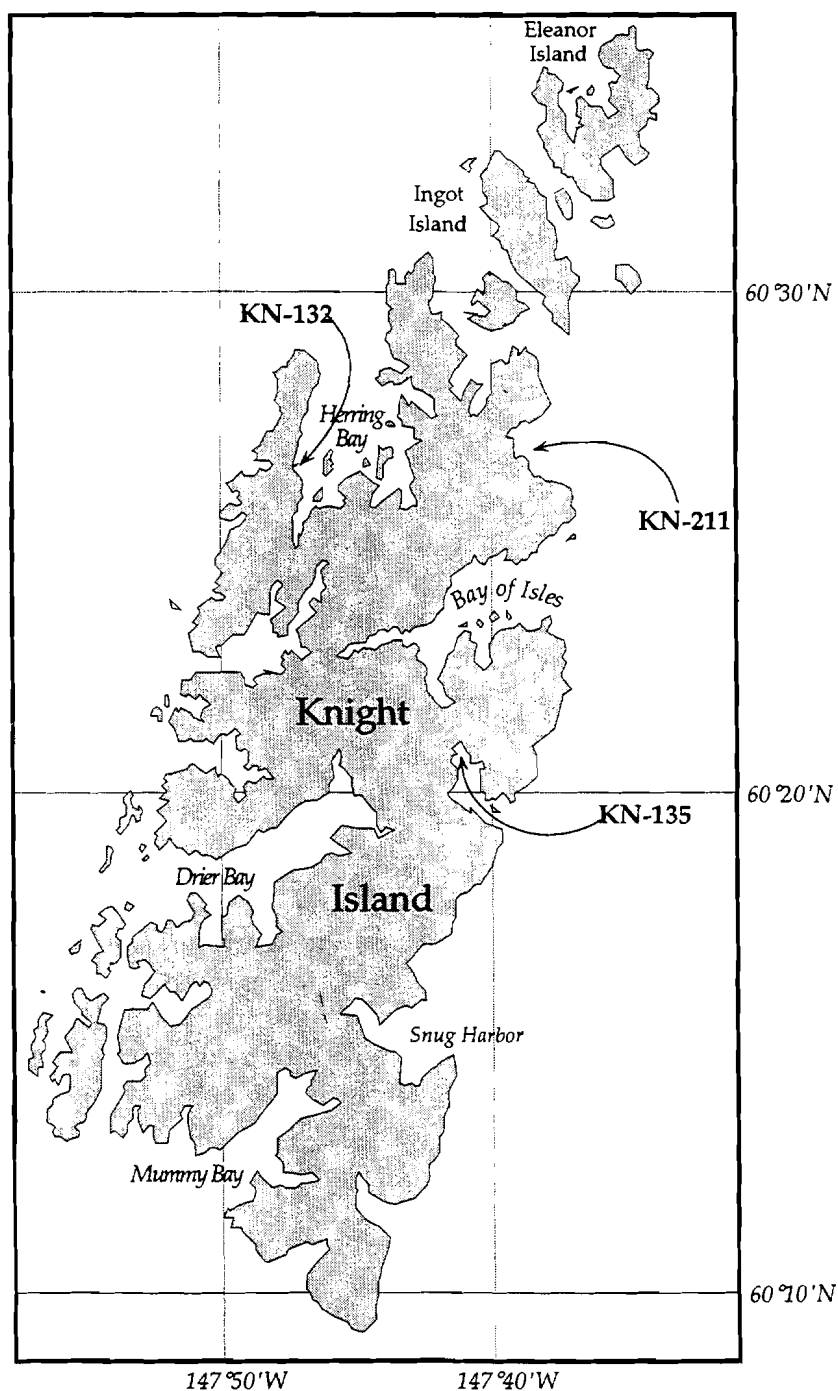 Eleanor
Island
Ingot
Island
60°30'N
KN-132
Herring
Bay
KN-211
Bay of Isles
Knight
60°20'N
KN-135
Drier Bay
Island
Snug Harbor
Mummy Bay
60°10'N
147°50'W
147°40'W